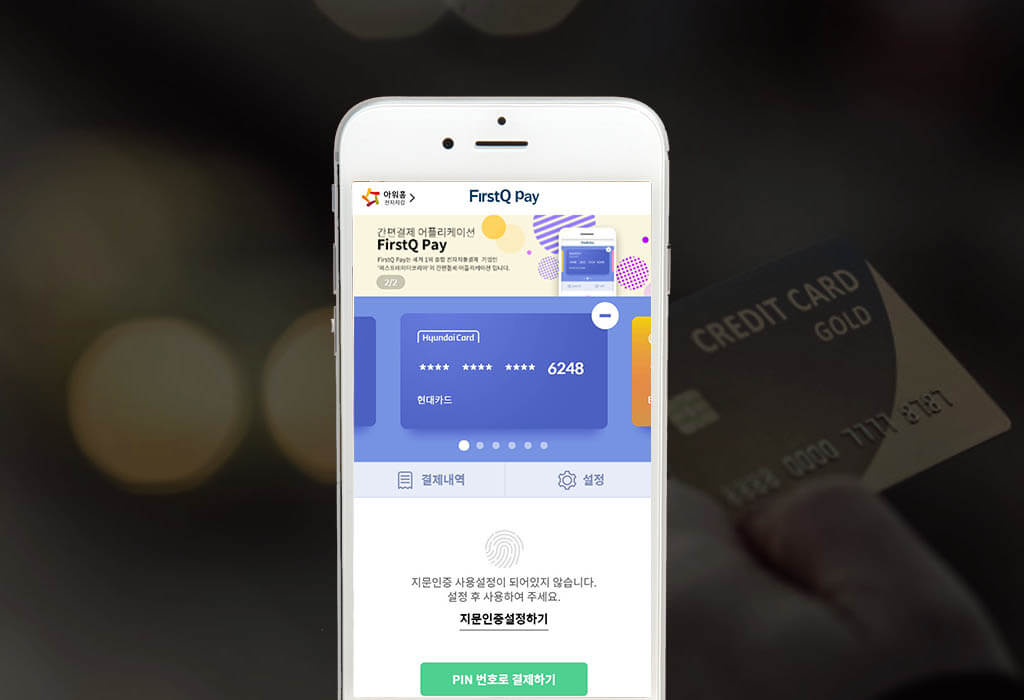 아워홈
전자지갑
FirstQ Pay
간편결제 어플리케이션
FirstQ Pay
FirstQ Pay는 세계 1위 종합 전자지불결제 기업인
'퍼스트데이터코리아'의 간편결제 어플리케이션 입니다.
2/2
HyundaiCard
**** **** **** 6248
현대카드
결제내역
설정
지문인증 사용설정이 되어있지 않습니다.
설정 후 사용하여 주세요.
지문인증설정하기
PIN 번호로 결제하기
CREDIT CARD
GOLD
8888 0000 7777 8787